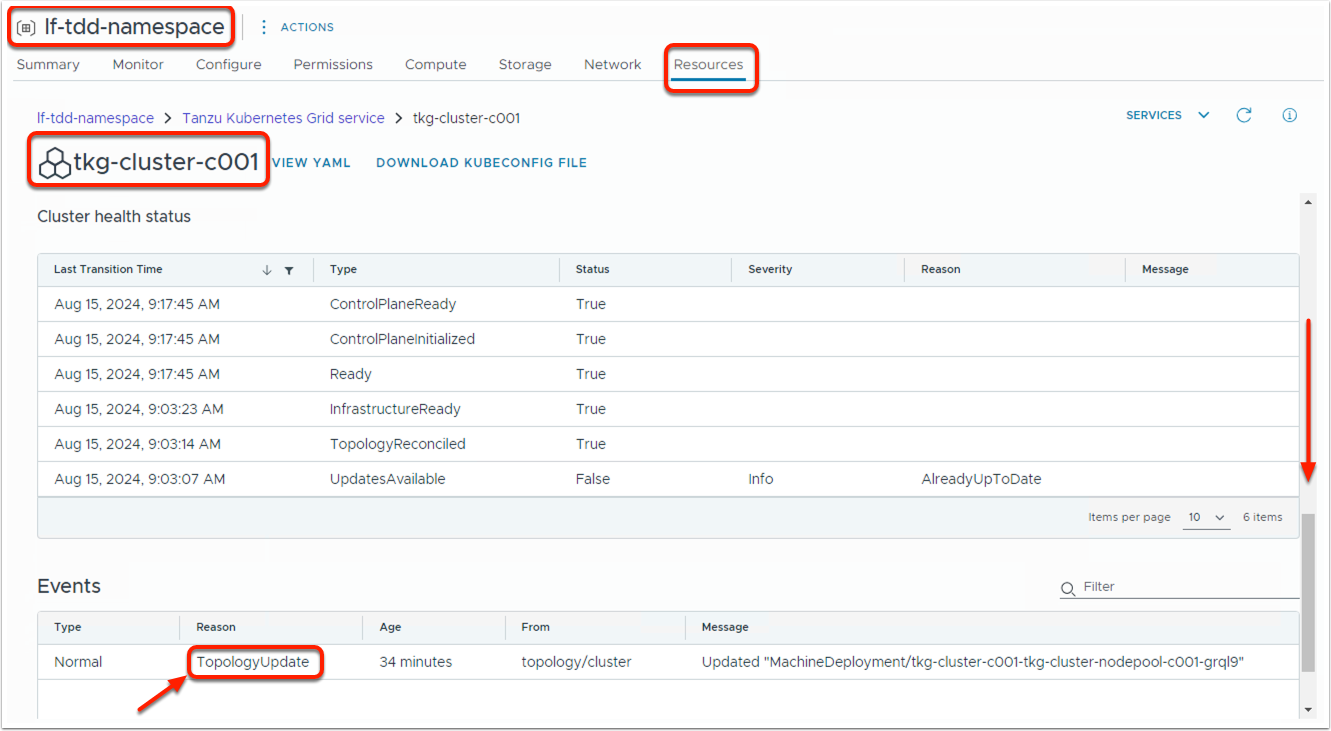 lf-tdd-namespace ACTIONS
Summary Monitor Configure Permissions Compute Storage Network Resources
lf-tdd-namespace > Tanzu Kubernetes Grid service > tkg-cluster-c001 SERVICES
tkg-cluster-c001 VIEW YAML DOWNLOAD KUBECONFIG FILE
Cluster health status
Last Transition Time Type Status Severity Reason Message
Aug 15, 2024, 9:17:45 AM ControlPlaneReady True
Aug 15, 2024, 9:17:45 AM ControlPlaneInitialized True
Aug 15, 2024, 9:17:45 AM Ready True
Aug 15, 2024, 9:03:23 AM InfrastructureReady True
Aug 15, 2024, 9:03:14 AM TopologyReconciled True
Aug 15, 2024, 9:03:07 AM UpdatesAvailable False Info AlreadyUpToDate
Items per page 10 6 items
Events Filter
Type Reason Age From Message
Normal TopologyUpdate 34 minutes topology/cluster Updated "MachineDeployment/tkg-cluster-c001-tkg-cluster-nodepool-c001-grql9"